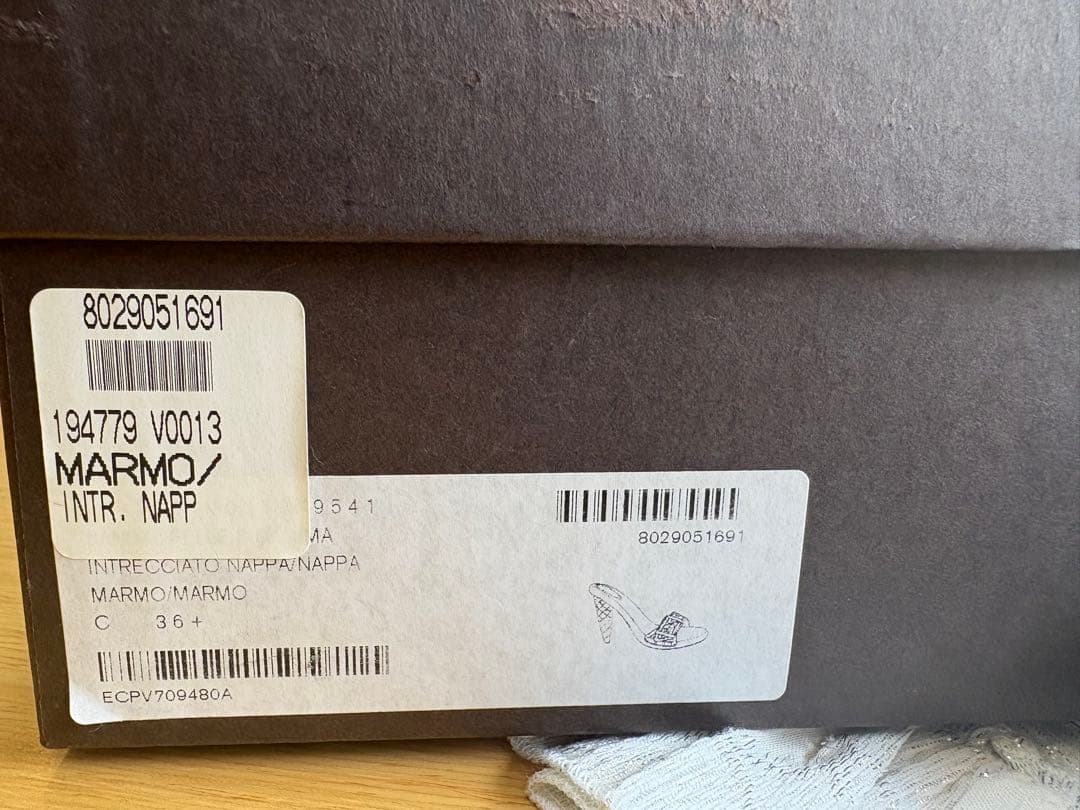 8029051691
194779 V0013
MARMO/
INTR. NAPP
9541
MA
INTRECCIATO NAPPA/NAPPA
MARMO/MARMO
C 36+
ECPV709480A
8029051691